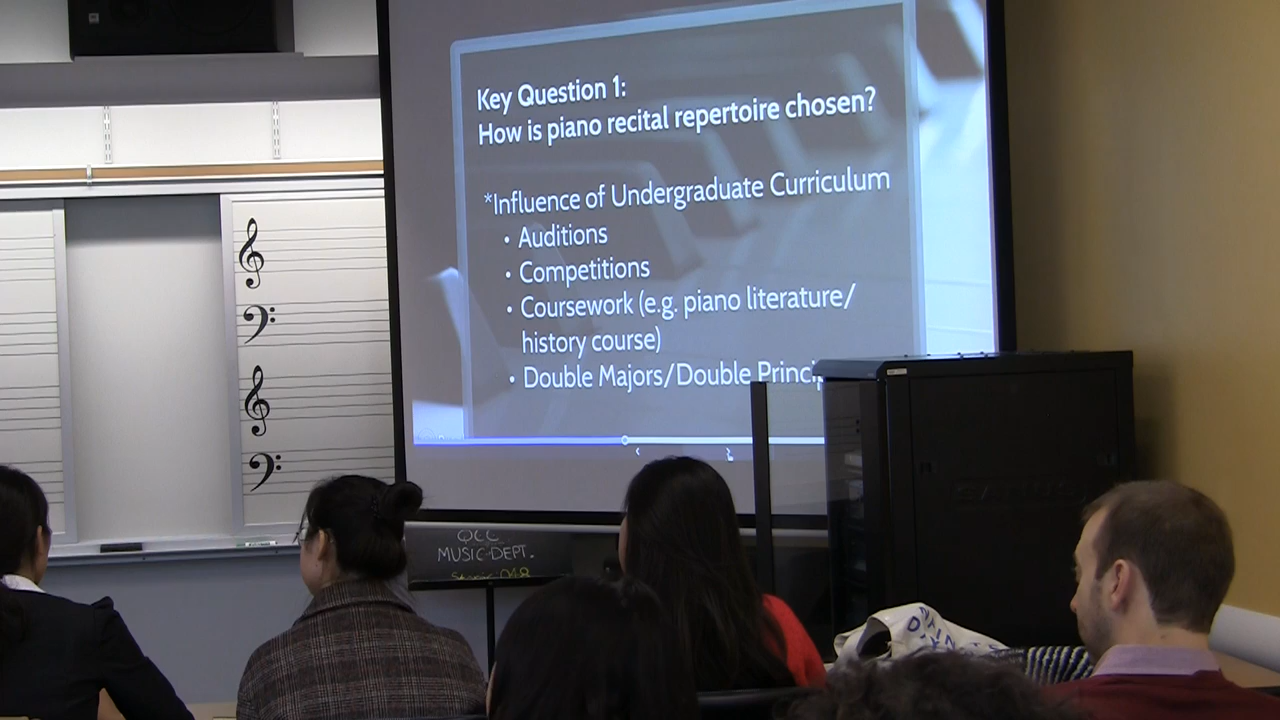 Key Question 1:
How is piano recital repertoire chosen?
*Influence of Undergraduate Curriculum
• Auditions
• Competitions
• Coursework (e.g. piano literature/
history course)
• Double Majors/Double Princip
QCC
MUSIC DEPT.